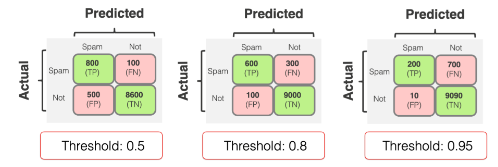 Predicted
Spam Not
Actual
Spam 800 (TP) 100 (FN)
Not 500 (FP) 8600 (TN)
Threshold: 0.5
Predicted
Spam Not
Actual
Spam 600 (TP) 300 (FN)
Not 100 (FP) 9000 (TN)
Threshold: 0.8
Predicted
Spam Not
Actual
Spam 200 (TP) 700 (FN)
Not 10 (FP) 9090 (TN)
Threshold: 0.95